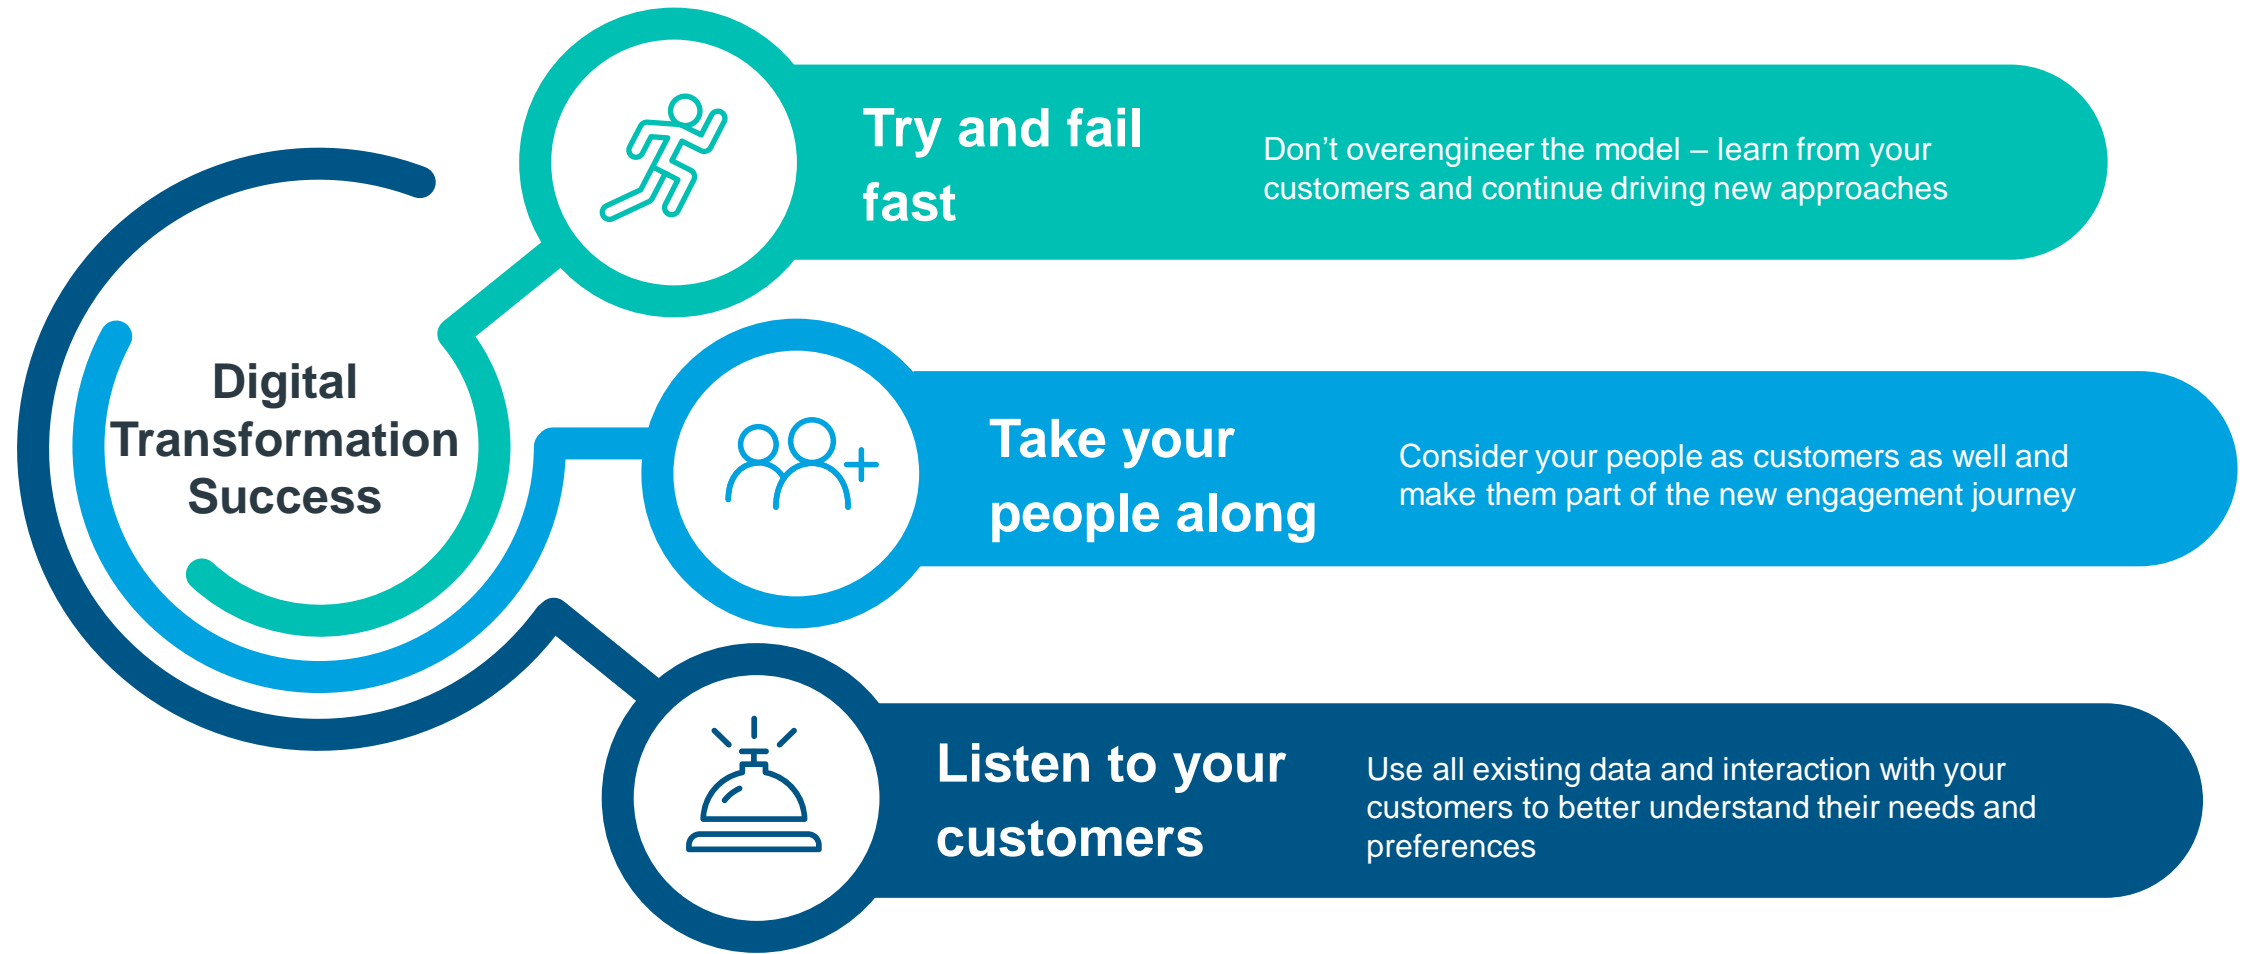 Digital
Transformation
Success
Try and fail
fast
Don’t overengineer the model – learn from your
customers and continue driving new approaches
Take your
people along
Consider your people as customers as well and
make them part of the new engagement journey
Listen to your
customers
Use all existing data and interaction with your
customers to better understand their needs and
preferences